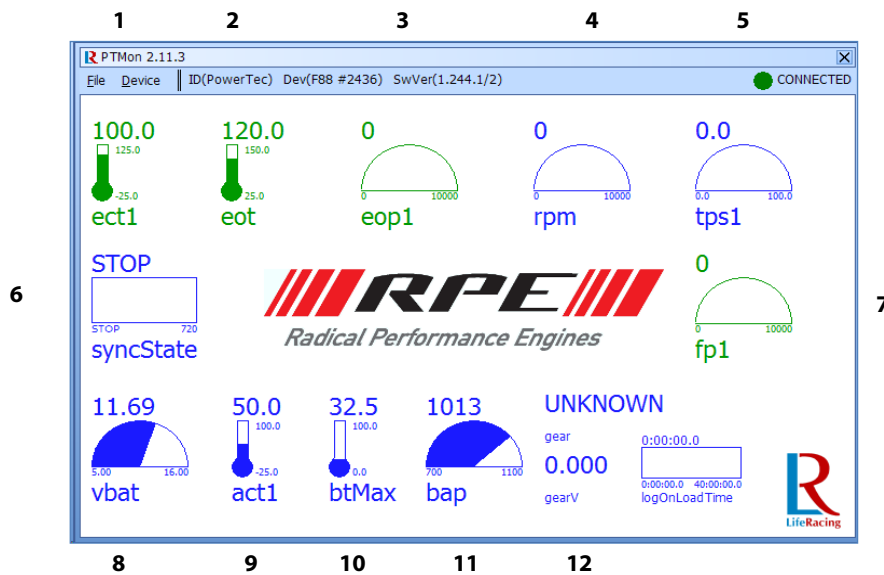 1 2 3 4 5
PTMon 2.11.3
File Device ID(PowerTec) Dev(F88 #2436) SwVer(1.244.1/2) CONNECTED
100.0 120.0 0 0 0.0
125.0 150.0
-25.0 25.0 0 10000 0 10000 0.0 100.0
ect1 eot eop1 rpm tps1
6
STOP
STOP 720
syncState
RPE
Radical Performance Engines
0
0 10000
fp1
7
11.69 50.0 32.5 1013 UNKNOWN
100.0 100.0 gear 0:00:00.0
0.000
5.00 16.00 -25.0 0.0 700 1100 0:00:00.0 40:00:00.0
vbat act1 btMax bap gearV logOnLoadTime
LR
LifeRacing
8 9 10 11 12